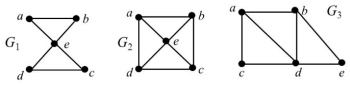 a b
G₁ e
d c
a b
G₂ e
d c
a b G₃
c d e